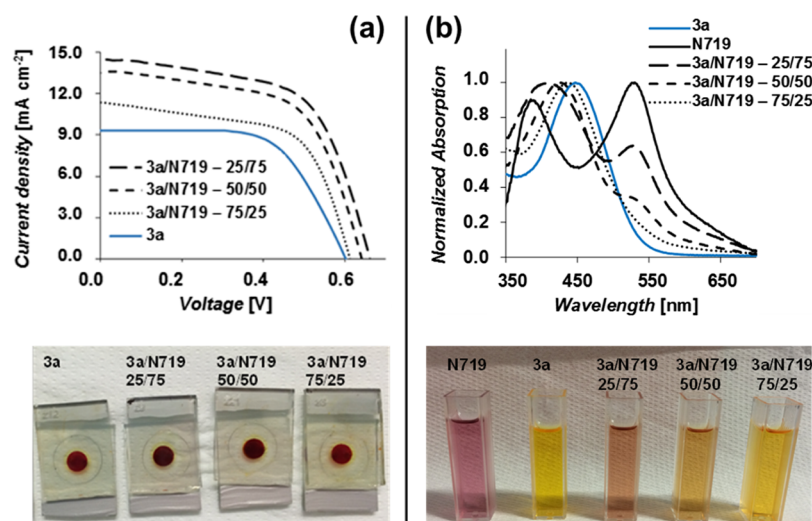 (a)
15.0
12.0
9.0
6.0
3.0
0.0
Current density [mA cm-2]
3a/N719 – 25/75
3a/N719 – 50/50
3a/N719 – 75/25
3a
0.0 0.2 0.4 0.6
Voltage [V]
(b)
3a
N719
3a/N719 – 25/75
3a/N719 – 50/50
3a/N719 – 75/25
1.0
0.8
0.6
0.4
0.2
0.0
Normalized Absorption
350 450 550 650
Wavelength [nm]
3a
3a/N719
25/75
3a/N719
50/50
3a/N719
75/25
N719
3a
3a/N719
25/75
3a/N719
50/50
3a/N719
75/25